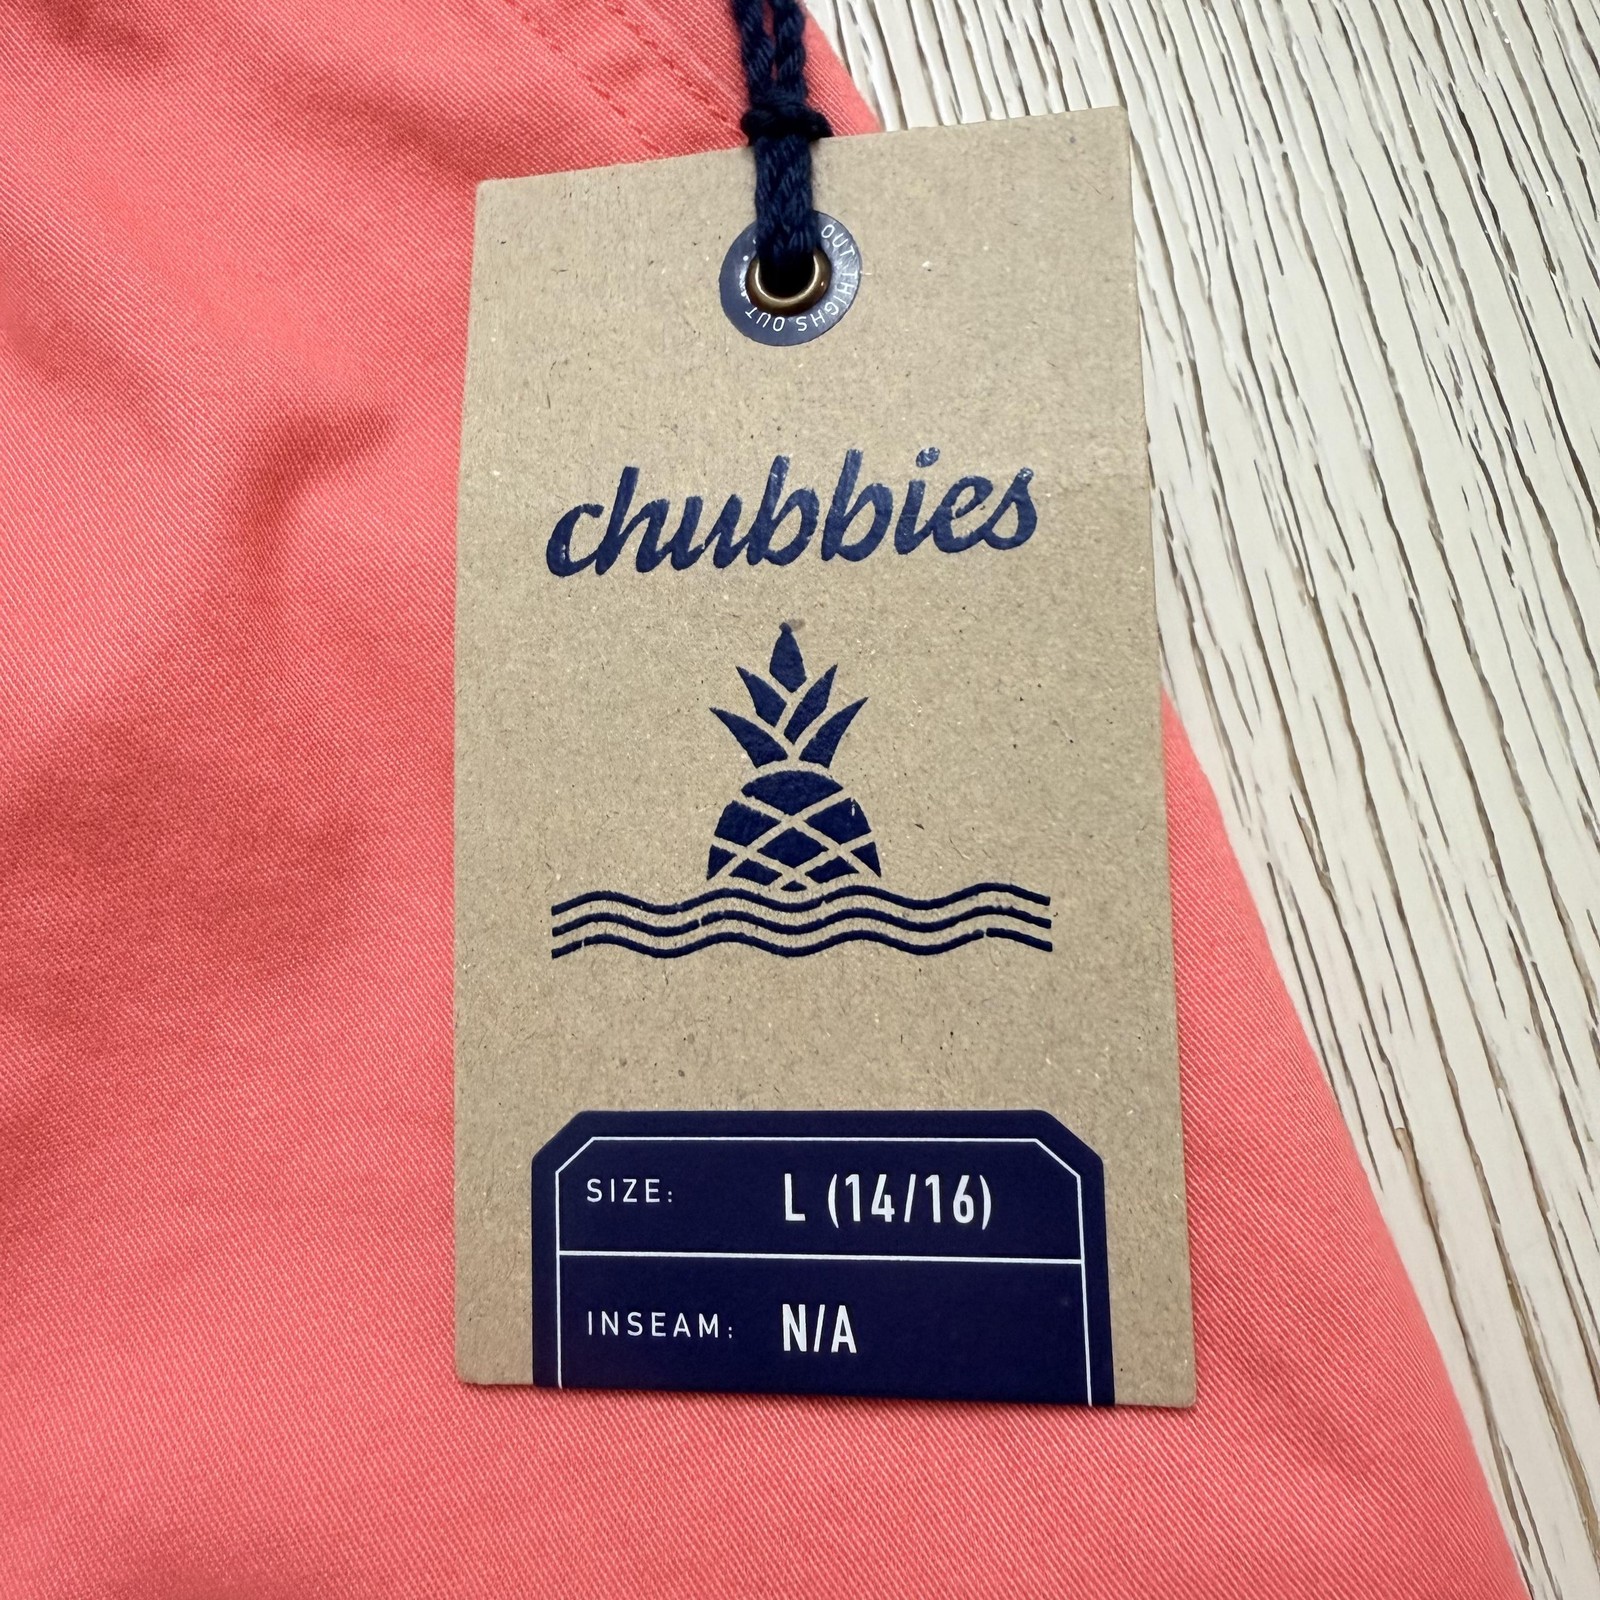 OUT.THIGHS.OUT
chubbies
SIZE: L (14/16)
INSEAM: N/A